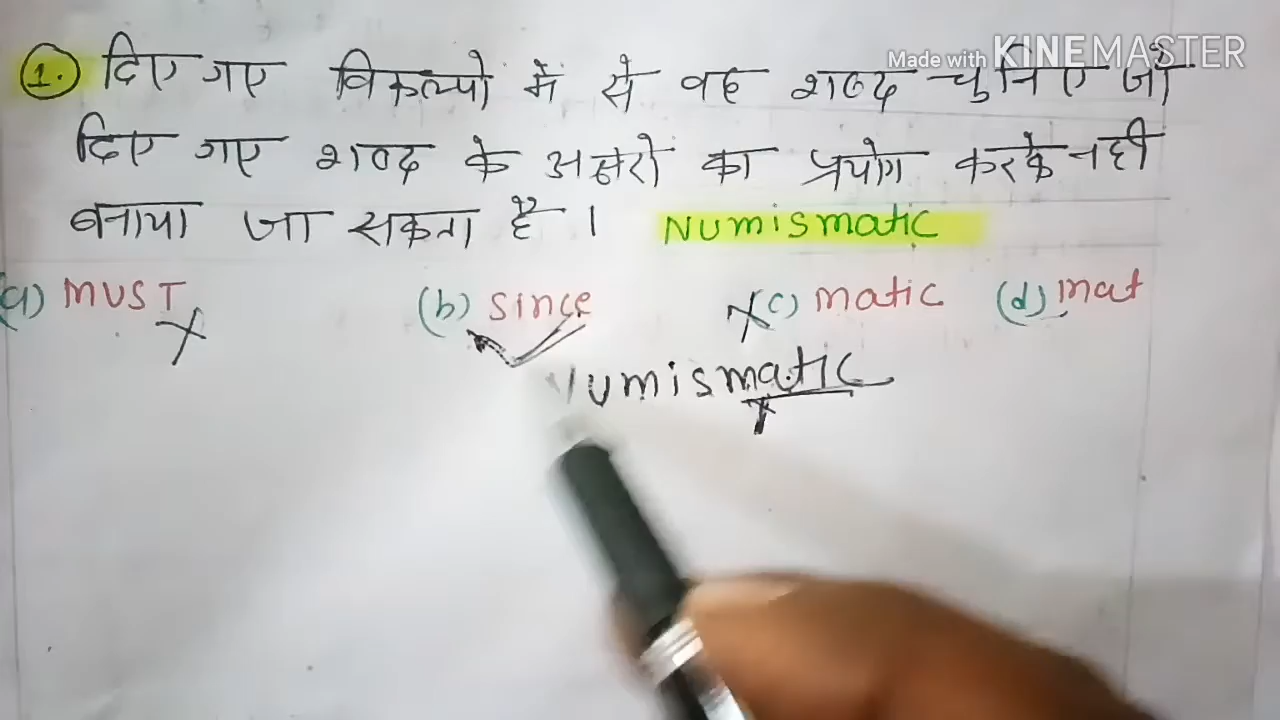 Made with KINEMASTER
1. दिए गए विकल्पो में से वह शब्द चुनिए जो
दिए गए शब्द के अक्षरो का प्रयोग करके नही
बनाया जा सकता है । Numismatic
(a) MUST (b) since (c) matic (d) mat
Numismatic